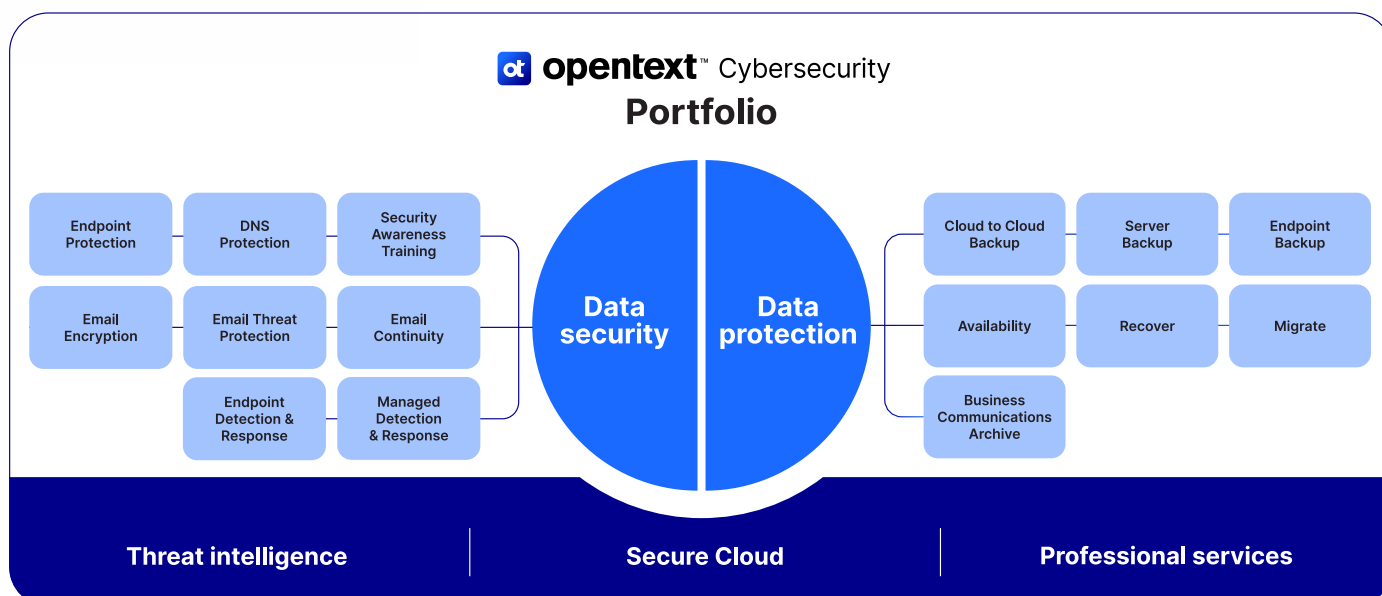 ot opentext™ Cybersecurity
Portfolio
Endpoint
Protection
DNS
Protection
Security
Awareness
Training
Email
Encryption
Email Threat
Protection
Email
Continuity
Endpoint
Detection &
Response
Managed
Detection
& Response
Data
security
Data
protection
Cloud to Cloud
Backup
Server
Backup
Endpoint
Backup
Availability
Recover
Migrate
Business
Communications
Archive
Threat intelligence
Secure Cloud
Professional services